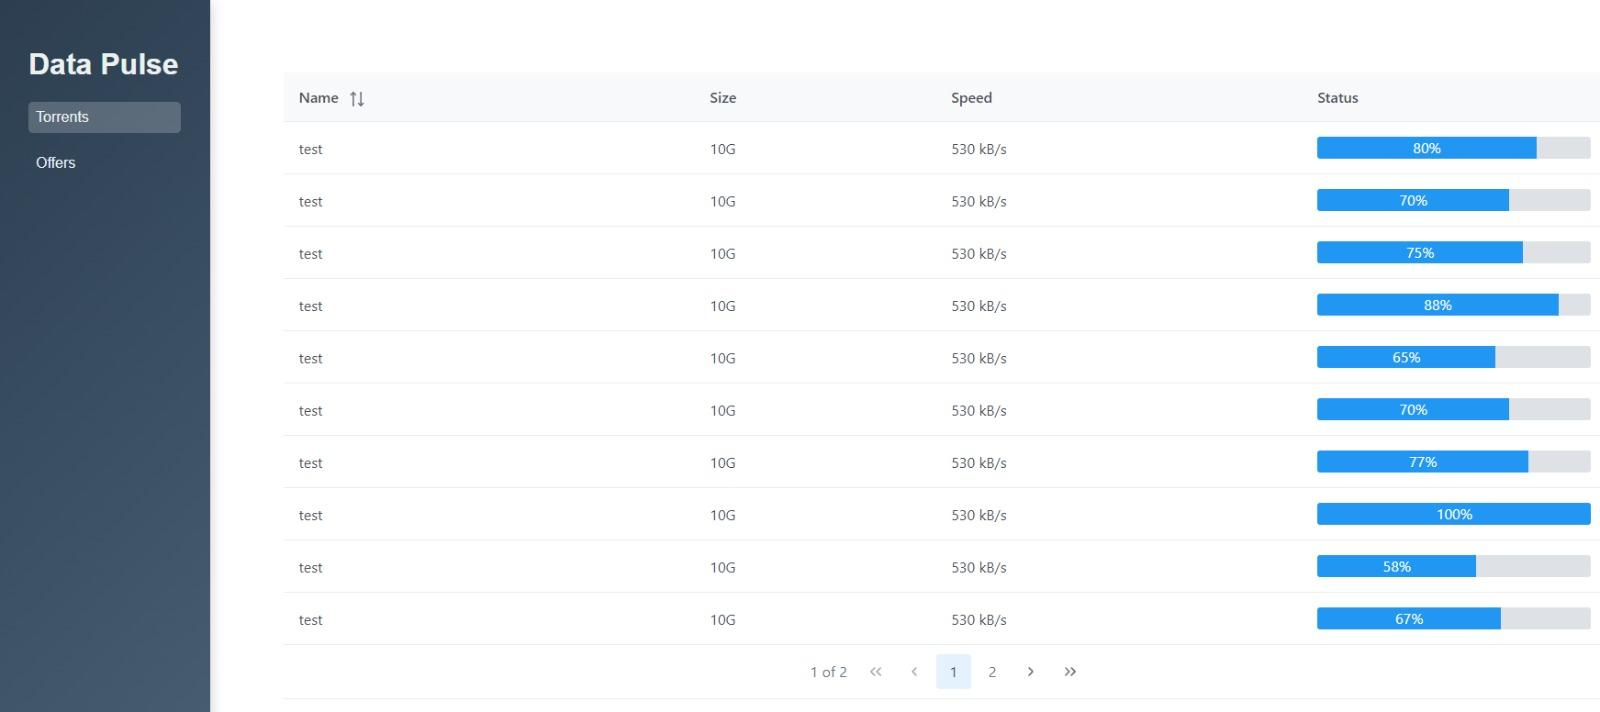 Data Pulse
Torrents
Offers
Name Size Speed Status
test 10G 530 kB/s 80%
test 10G 530 kB/s 70%
test 10G 530 kB/s 75%
test 10G 530 kB/s 88%
test 10G 530 kB/s 65%
test 10G 530 kB/s 70%
test 10G 530 kB/s 77%
test 10G 530 kB/s 100%
test 10G 530 kB/s 58%
test 10G 530 kB/s 67%
1 of 2 « ‹ 1 2 › »